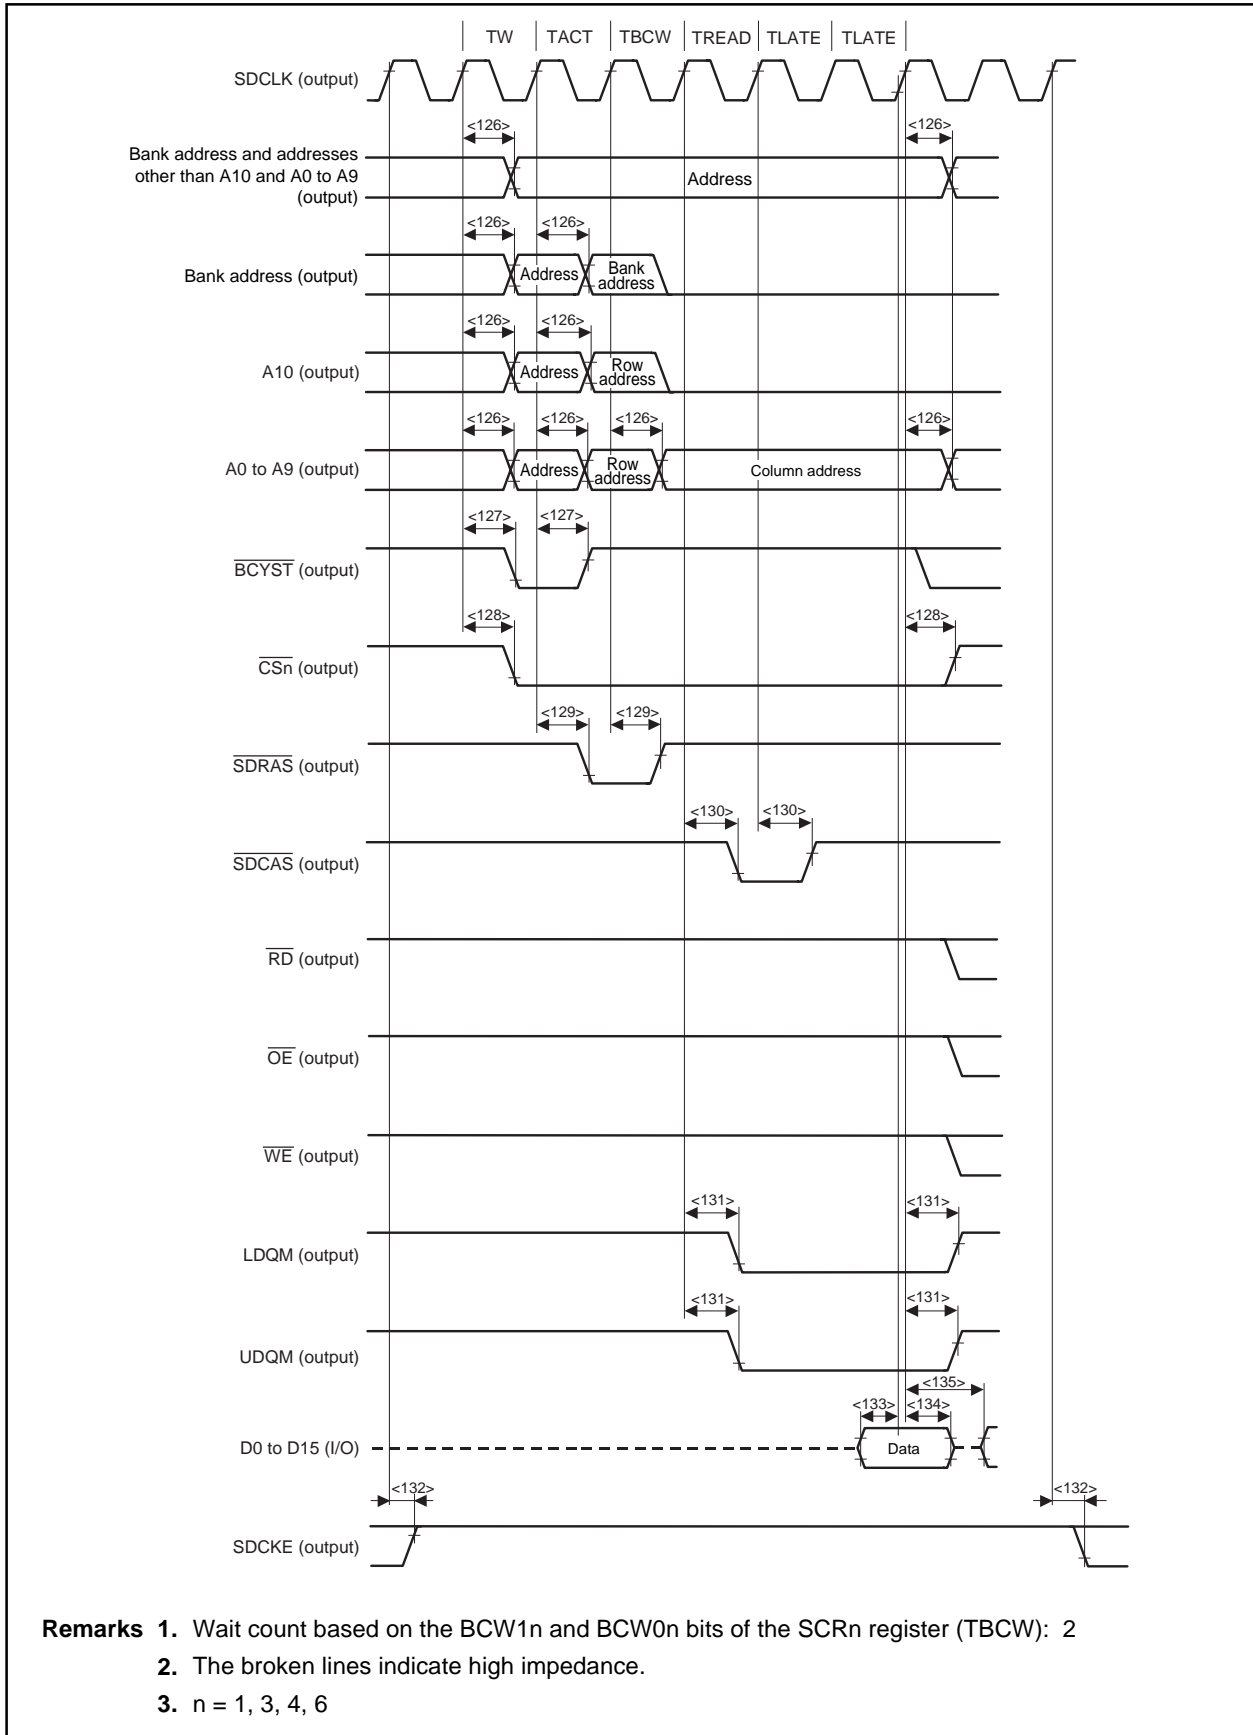 TW TACT TBCW TREAD TLATE TLATE
SDCLK (output)
<126> <126>
Bank address and addresses
other than A10 and A0 to A9
(output)
Address
<126> <126>
Bank address (output)
Address
Bank
address
<126> <126>
A10 (output)
Address
Row
address
<126> <126> <126> <126>
A0 to A9 (output)
Address
Row
address
Column address
<127> <127>
BCYST (output)
<128> <128>
CSn (output)
<129> <129>
SDRAS (output)
<130> <130>
SDCAS (output)
RD (output)
OE (output)
WE (output)
<131> <131>
LDQM (output)
<131> <131>
UDQM (output)
<135>
<133> <134>
D0 to D15 (I/O)
Data
<132> <132>
SDCKE (output)
Remarks 1. Wait count based on the BCW1n and BCW0n bits of the SCRn register (TBCW): 2
2. The broken lines indicate high impedance.
3. n = 1, 3, 4, 6